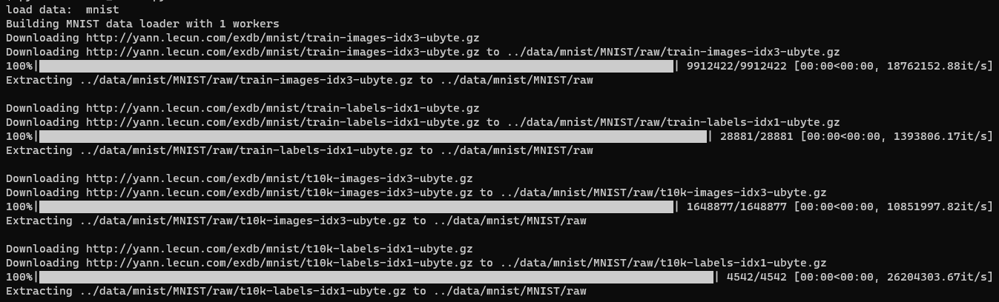 load data:  mnist
Building MNIST data loader with 1 workers
Downloading http://yann.lecun.com/exdb/mnist/train-images-idx3-ubyte.gz
Downloading http://yann.lecun.com/exdb/mnist/train-images-idx3-ubyte.gz to ../data/mnist/MNIST/raw/train-images-idx3-ubyte.gz
100%| | 9912422/9912422 [00:00<00:00, 18762152.88it/s]
Extracting ../data/mnist/MNIST/raw/train-images-idx3-ubyte.gz to ../data/mnist/MNIST/raw
Downloading http://yann.lecun.com/exdb/mnist/train-labels-idx1-ubyte.gz
Downloading http://yann.lecun.com/exdb/mnist/train-labels-idx1-ubyte.gz to ../data/mnist/MNIST/raw/train-labels-idx1-ubyte.gz
100%| | 28881/28881 [00:00<00:00, 1393806.17it/s]
Extracting ../data/mnist/MNIST/raw/train-labels-idx1-ubyte.gz to ../data/mnist/MNIST/raw
Downloading http://yann.lecun.com/exdb/mnist/t10k-images-idx3-ubyte.gz
Downloading http://yann.lecun.com/exdb/mnist/t10k-images-idx3-ubyte.gz to ../data/mnist/MNIST/raw/t10k-images-idx3-ubyte.gz
100%| | 1648877/1648877 [00:00<00:00, 10851997.82it/s]
Extracting ../data/mnist/MNIST/raw/t10k-images-idx3-ubyte.gz to ../data/mnist/MNIST/raw
Downloading http://yann.lecun.com/exdb/mnist/t10k-labels-idx1-ubyte.gz
Downloading http://yann.lecun.com/exdb/mnist/t10k-labels-idx1-ubyte.gz to ../data/mnist/MNIST/raw/t10k-labels-idx1-ubyte.gz
100%| | 4542/4542 [00:00<00:00, 26204303.67it/s]
Extracting ../data/mnist/MNIST/raw/t10k-labels-idx1-ubyte.gz to ../data/mnist/MNIST/raw